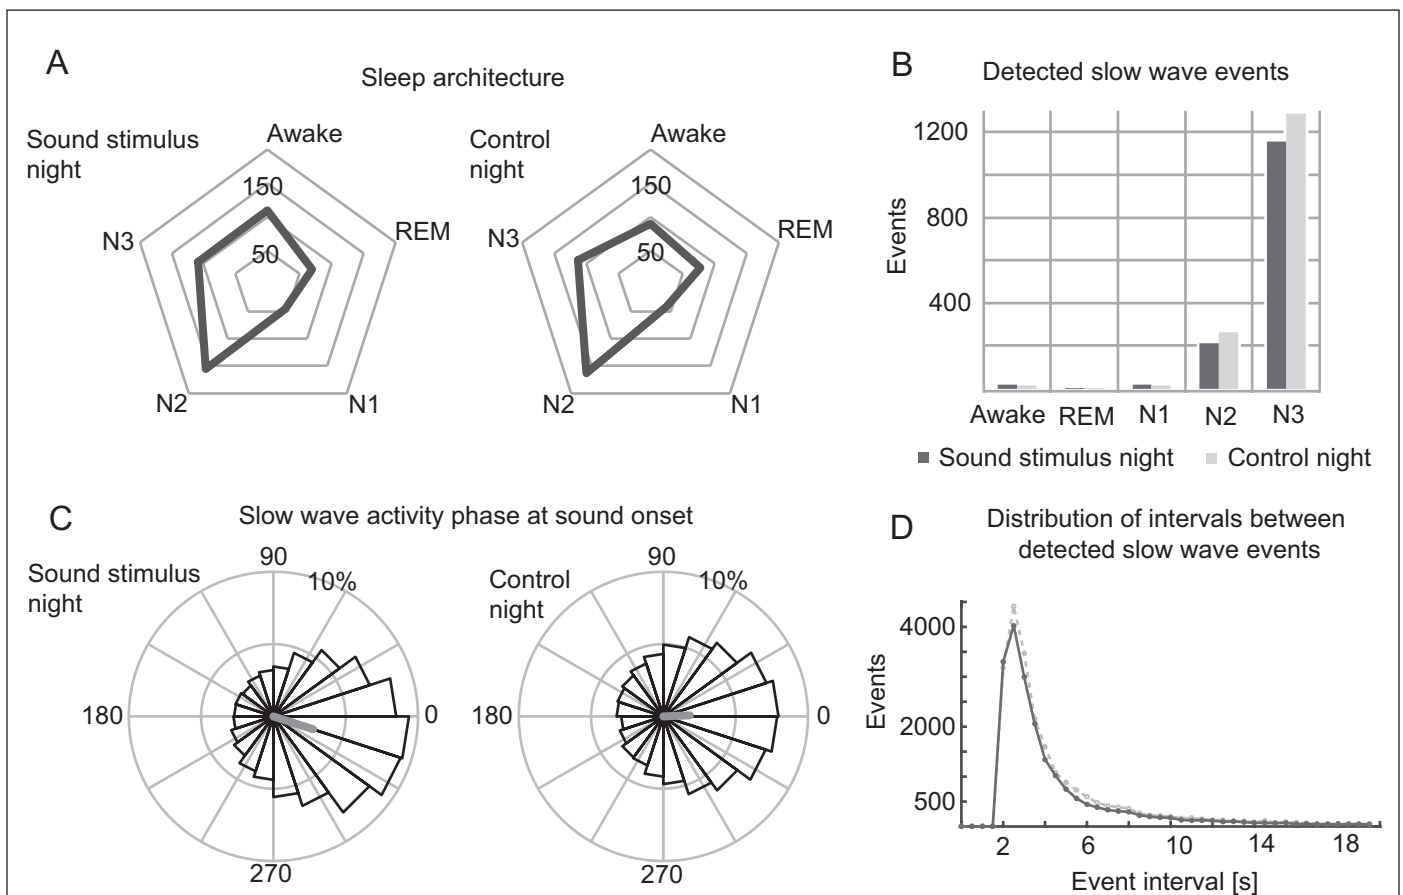 A
Sleep architecture
Sound stimulus
night
Awake
150
50
N3
REM
N2
N1
Control
night
Awake
150
50
N3
REM
N2
N1
B
Detected slow wave events
Events
1200
800
400
Awake REM N1 N2 N3
Sound stimulus night Control night
C
Slow wave activity phase at sound onset
Sound stimulus
night
90
10%
180
0
270
Control
night
90
10%
180
0
270
D
Distribution of intervals between
detected slow wave events
Events
4000
2000
500
2 6 10 14 18
Event interval [s]